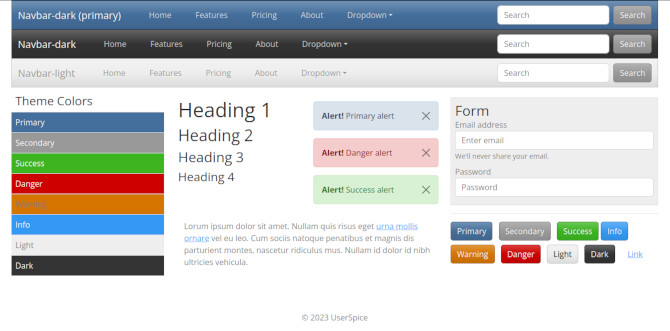 Navbar-dark (primary) Home Features Pricing About Dropdown Search Search
Navbar-dark Home Features Pricing About Dropdown Search Search
Navbar-light Home Features Pricing About Dropdown Search Search
Theme Colors
Primary
Secondary
Success
Danger
Warning
Info
Light
Dark
Heading 1
Heading 2
Heading 3
Heading 4
Alert! Primary alert
Alert! Danger alert
Alert! Success alert
Lorum ipsum dolor sit amet. Nullam quis risus eget urna mollis
ornare vel eu leo. Cum sociis natoque penatibus et magnis dis
parturient montes, nascetur ridiculus mus. Nullam id dolor id nibh
ultricies vehicula.
Form
Email address
Enter email
We'll never share your email.
Password
Password
Primary Secondary Success Info
Warning Danger Light Dark Link
© 2023 UserSpice